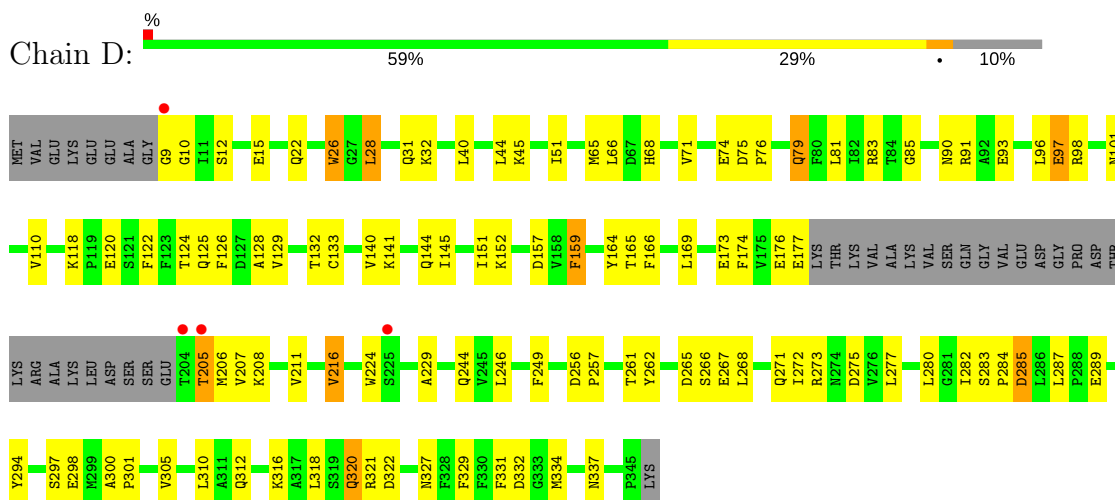 %
Chain D:
59% 29% • 10%
MET VAL GLU LYS GLU GLU ALA GLY G9 G10 I11 S12 E15 Q22 W26 G27 L28 Q31 K32 L40 L44 K45 I51 M65 L66 D67 H68 V71 E74 D75 P76 Q79 F80 L81 I82 R83 T84 G85 N90 R91 A92 E93 L96 E97 R98 N101
V110 K118 P119 E120 S121 F122 F123 T124 Q125 F126 D127 A128 V129 T132 C133 V140 K141 Q144 I145 I151 K152 D157 V158 F159 Y164 T165 F166 L169 E173 F174 V175 E176 E177 LYS THR LYS VAL ALA LYS VAL SER GLN GLY VAL GLU ASP GLY PRO ASP THR
LYS ARG ALA LYS LEU ASP SER SER GLU T204 T205 M206 V207 K208 V211 V216 W224 S225 A229 Q244 V245 L246 F249 D256 P257 T261 Y262 D265 S266 E267 L268 Q271 I272 R273 N274 D275 V276 L277 L280 G281 I282 S283 P284 D285 L286 L287 P288 E289
Y294 S297 E298 M299 A300 P301 V305 L310 A311 Q312 K316 A317 L318 S319 Q320 R321 D322 N327 F328 F329 F330 F331 D332 G333 M334 N337 P345 LYS